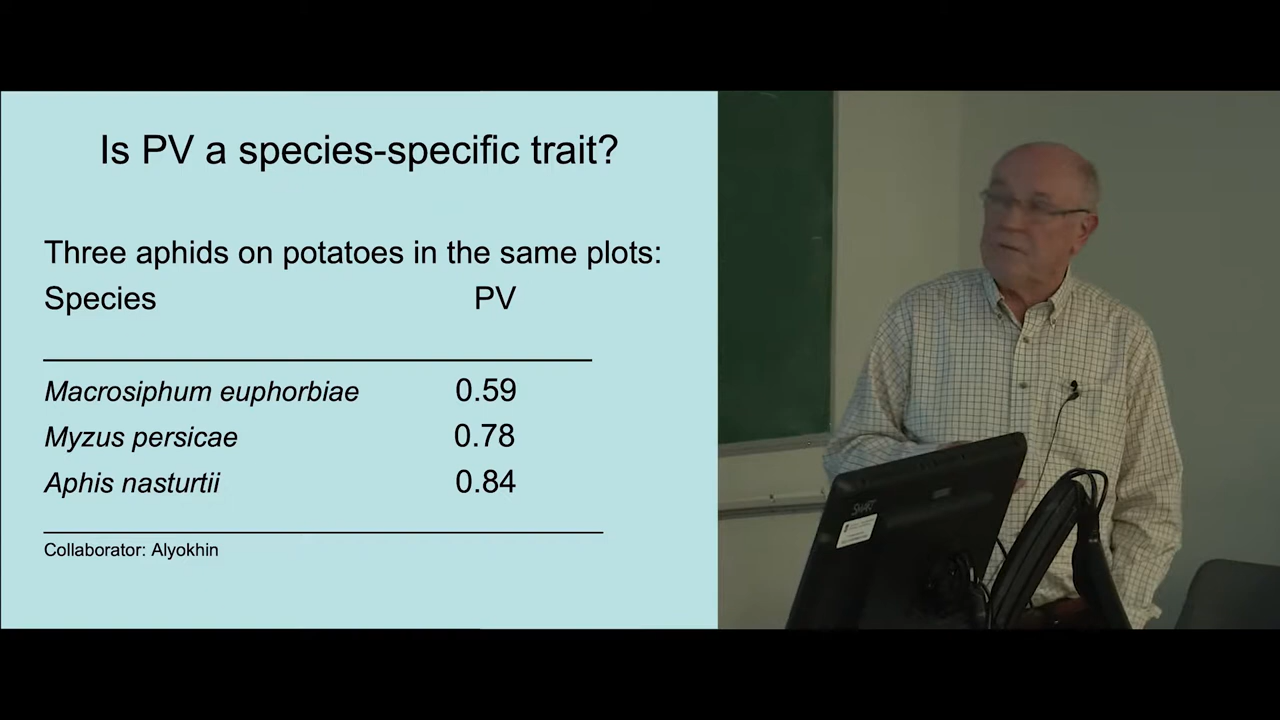 Is PV a species-specific trait?
Three aphids on potatoes in the same plots:
Species PV
Macrosiphum euphorbiae 0.59
Myzus persicae 0.78
Aphis nasturtii 0.84
Collaborator: Alyokhin
SMART